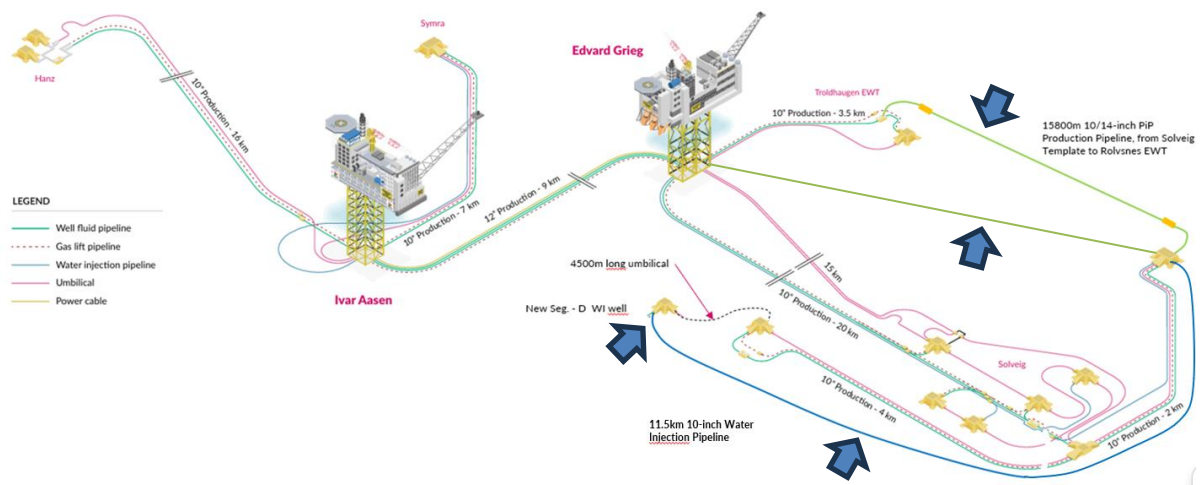 Symra
Edvard Grieg
Hanz
Troldhaugen EWT
10" Production - 16 km
10" Production - 3.5 km
15800m 10/14-inch PiP
Production Pipeline, from Solveig
Template to Rolvsnes EWT
LEGEND
Well fluid pipeline
Gas lift pipeline
Water injection pipeline
Umbilical
Power cable
10" Production - 7 km
12" Production - 9 km
Ivar Aasen
4500m long umbilical
15 km
New Seg. - D WI well
10" Production - 20 km
Solveig
10" Production - 4 km
11.5km 10-inch Water
Injection Pipeline
10" Production - 2 km